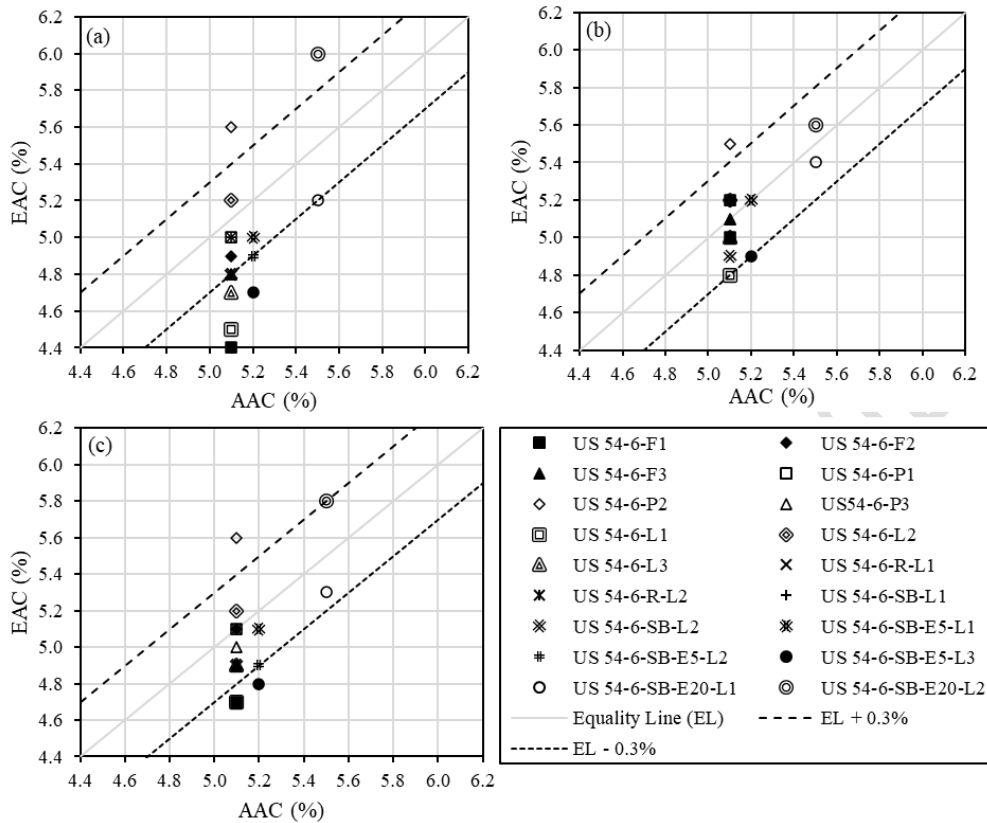 (a)
EAC (%)
6.2
6.0
5.8
5.6
5.4
5.2
5.0
4.8
4.6
4.4
4.4 4.6 4.8 5.0 5.2 5.4 5.6 5.8 6.0 6.2
AAC (%)
(b)
EAC (%)
6.2
6.0
5.8
5.6
5.4
5.2
5.0
4.8
4.6
4.4
4.4 4.6 4.8 5.0 5.2 5.4 5.6 5.8 6.0 6.2
AAC (%)
(c)
EAC (%)
6.2
6.0
5.8
5.6
5.4
5.2
5.0
4.8
4.6
4.4
4.4 4.6 4.8 5.0 5.2 5.4 5.6 5.8 6.0 6.2
AAC (%)
US 54-6-F1 US 54-6-F2
US 54-6-F3 US 54-6-P1
US 54-6-P2 US54-6-P3
US 54-6-L1 US 54-6-L2
US 54-6-L3 US 54-6-R-L1
US 54-6-R-L2 US 54-6-SB-L1
US 54-6-SB-L2 US 54-6-SB-E5-L1
US 54-6-SB-E5-L2 US 54-6-SB-E5-L3
US 54-6-SB-E20-L1 US 54-6-SB-E20-L2
Equality Line (EL) EL + 0.3%
EL - 0.3%